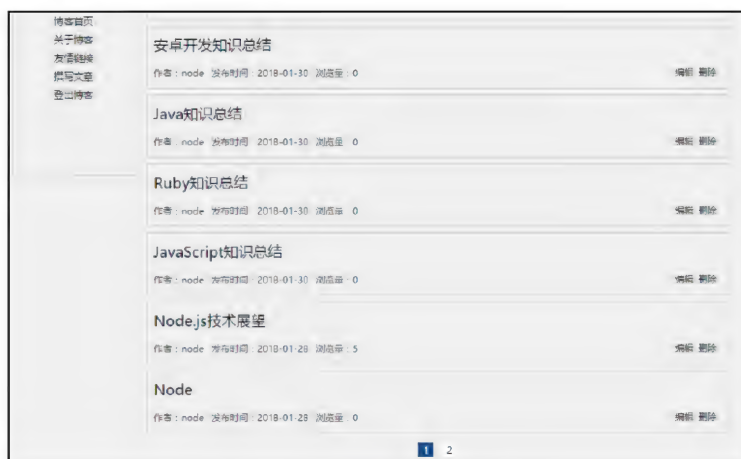 博客首页
关于博客
友情链接
撰写文章
登出博客
安卓开发知识总结
作者：node 发布时间：2018-01-30 浏览量：0 编辑 删除
Java知识总结
作者：node 发布时间：2018-01-30 浏览量：0 编辑 删除
Ruby知识总结
作者：node 发布时间：2018-01-30 浏览量：0 编辑 删除
JavaScript知识总结
作者：node 发布时间：2018-01-30 浏览量：0 编辑 删除
Node.js技术展望
作者：node 发布时间：2018-01-28 浏览量：5 编辑 删除
Node
作者：node 发布时间：2018-01-28 浏览量：0 编辑 删除
1 2